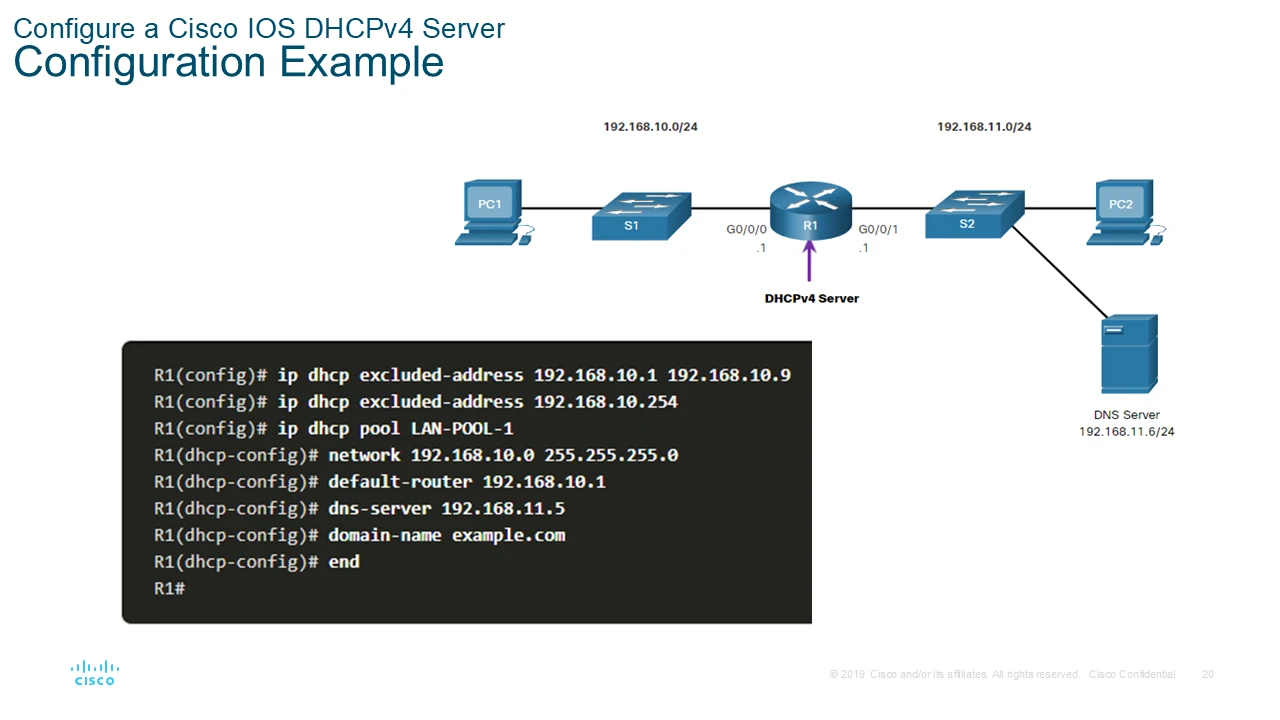 Configure a Cisco IOS DHCPv4 Server
Configuration Example
192.168.10.0/24
192.168.11.0/24
PC1
S1
R1
S2
PC2
G0/0/0
.1
G0/0/1
.1
DHCPv4 Server
DNS Server
192.168.11.6/24
R1(config)# ip dhcp excluded-address 192.168.10.1 192.168.10.9
R1(config)# ip dhcp excluded-address 192.168.10.254
R1(config)# ip dhcp pool LAN-POOL-1
R1(dhcp-config)# network 192.168.10.0 255.255.255.0
R1(dhcp-config)# default-router 192.168.10.1
R1(dhcp-config)# dns-server 192.168.11.5
R1(dhcp-config)# domain-name example.com
R1(dhcp-config)# end
R1#
CISCO
© 2019 Cisco and/or its affiliates. All rights reserved. Cisco Confidential
20